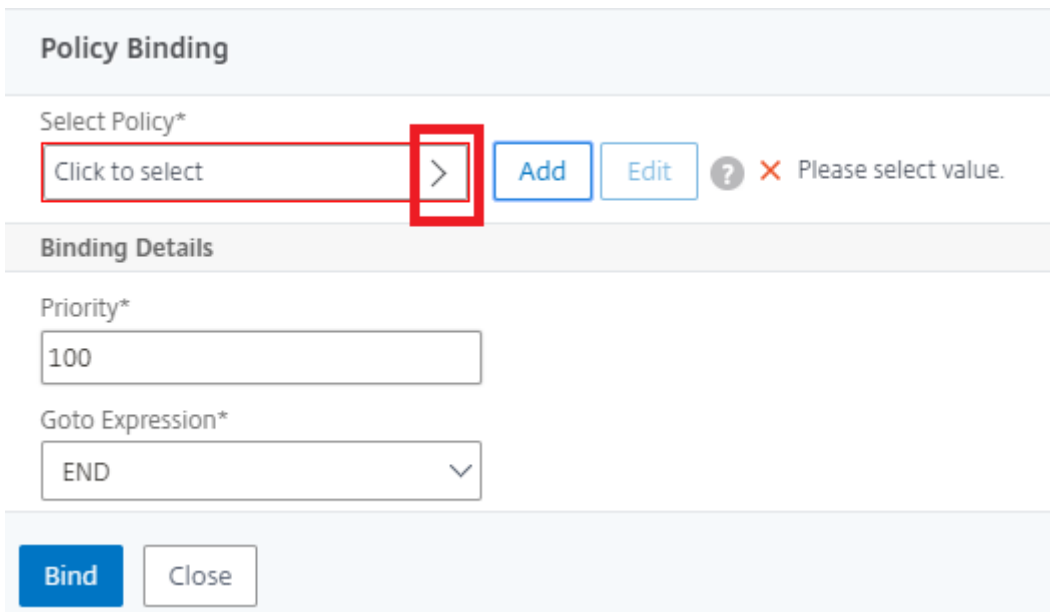 Policy Binding
Select Policy*
Click to select > Add Edit ? × Please select value.
Binding Details
Priority*
100
Goto Expression*
END
Bind Close